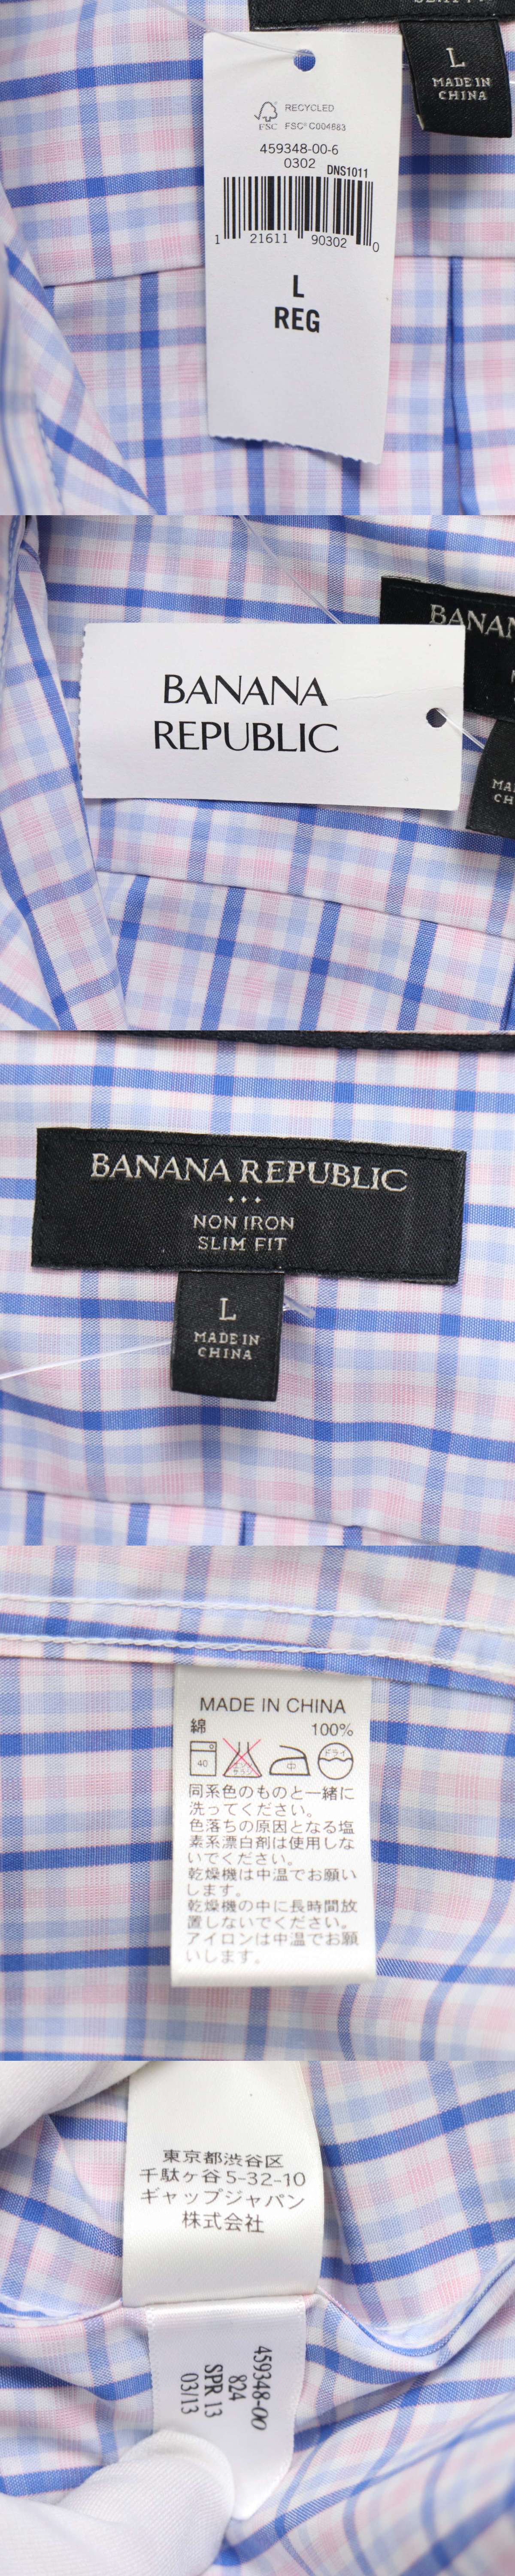 L
MADE IN
CHINA
RECYCLED
FSC FSC® C004883
459348-00-6
0302 DNS1011
1 21611 90302 0
L
REG
BANANA
REPUBLIC
BANAN
MA
CH
BANANA REPUBLIC
NON IRON
SLIM FIT
L
MADE IN
CHINA
MADE IN CHINA
綿 100%
40 中 ドライ
同系色のものと一緒に
洗ってください。
色落ちの原因となる塩
素系漂白剤は使用しな
いでください。
乾燥機は中温でお願い
します。
乾燥機の中に長時間放
置しないでください。
アイロンは中温でお願
いします。
東京都渋谷区
千駄ヶ谷5-32-10
ギャップジャパン
株式会社
459348-00
824
SPR 13
03/13